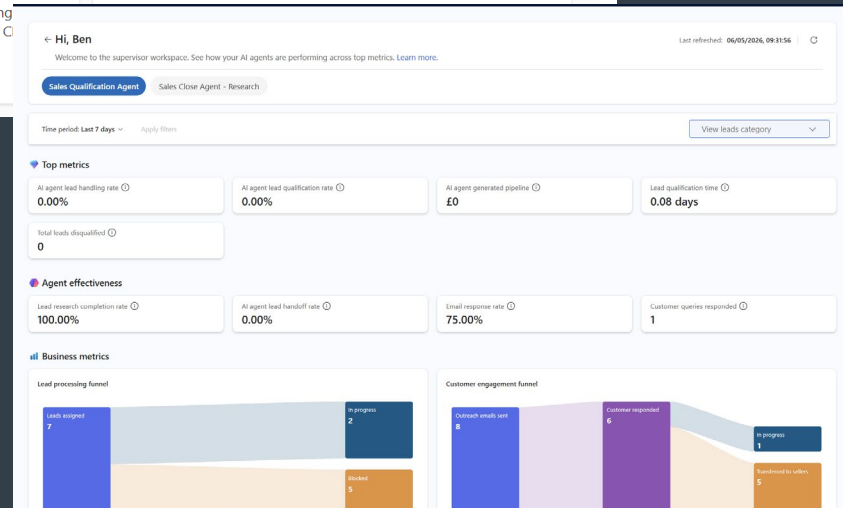 ← Hi, Ben
Last refreshed: 06/05/2026, 09:31:56
Welcome to the supervisor workspace. See how your AI agents are performing across top metrics. Learn more.
Sales Qualification Agent
Sales Close Agent - Research
Time period: Last 7 days
Apply filters
View leads category
Top metrics
AI agent lead handling rate
0.00%
AI agent lead qualification rate
0.00%
AI agent generated pipeline
£0
Lead qualification time
0.08 days
Total leads disqualified
0
Agent effectiveness
Lead research completion rate
100.00%
AI agent lead handoff rate
0.00%
Email response rate
75.00%
Customer queries responded
1
Business metrics
Lead processing funnel
Leads assigned
7
In progress
2
Blocked
5
Customer engagement funnel
Outreach emails sent
8
Customer responded
6
In progress
1
Transferred to sellers
5